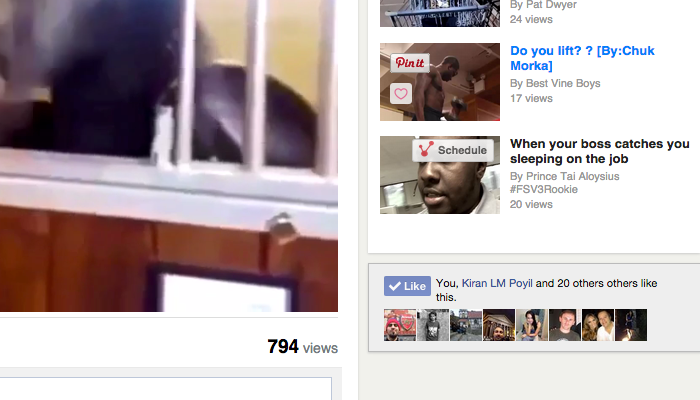 By Pat Dwyer
24 views
Pin it
Do you lift? ? [By:Chuk
Morka]
By Best Vine Boys
17 views
Schedule
When your boss catches you
sleeping on the job
By Prince Tai Aloysius
#FSV3Rookie
20 views
Like
You, Kiran LM Poyil and 20 others others like
this.
794 views